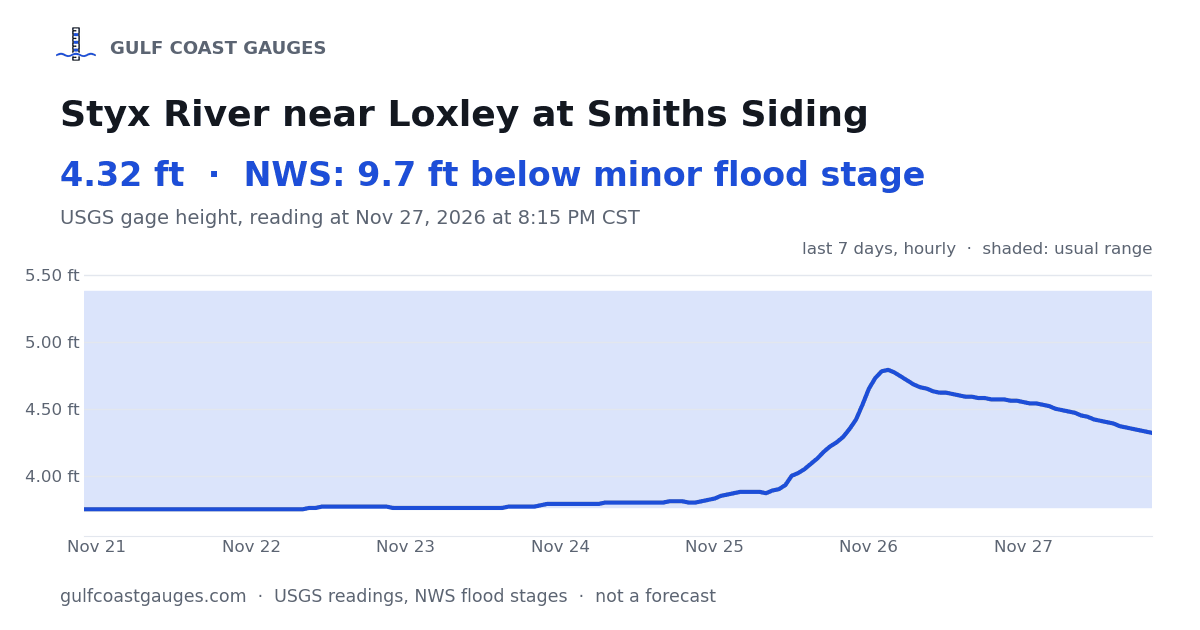 GULF COAST GAUGES
Styx River near Loxley at Smiths Siding
4.32 ft · NWS: 9.7 ft below minor flood stage
USGS gage height, reading at Nov 27, 2026 at 8:15 PM CST
last 7 days, hourly · shaded: usual range
5.50 ft
5.00 ft
4.50 ft
4.00 ft
Nov 21 Nov 22 Nov 23 Nov 24 Nov 25 Nov 26 Nov 27
gulfcoastgauges.com · USGS readings, NWS flood stages · not a forecast